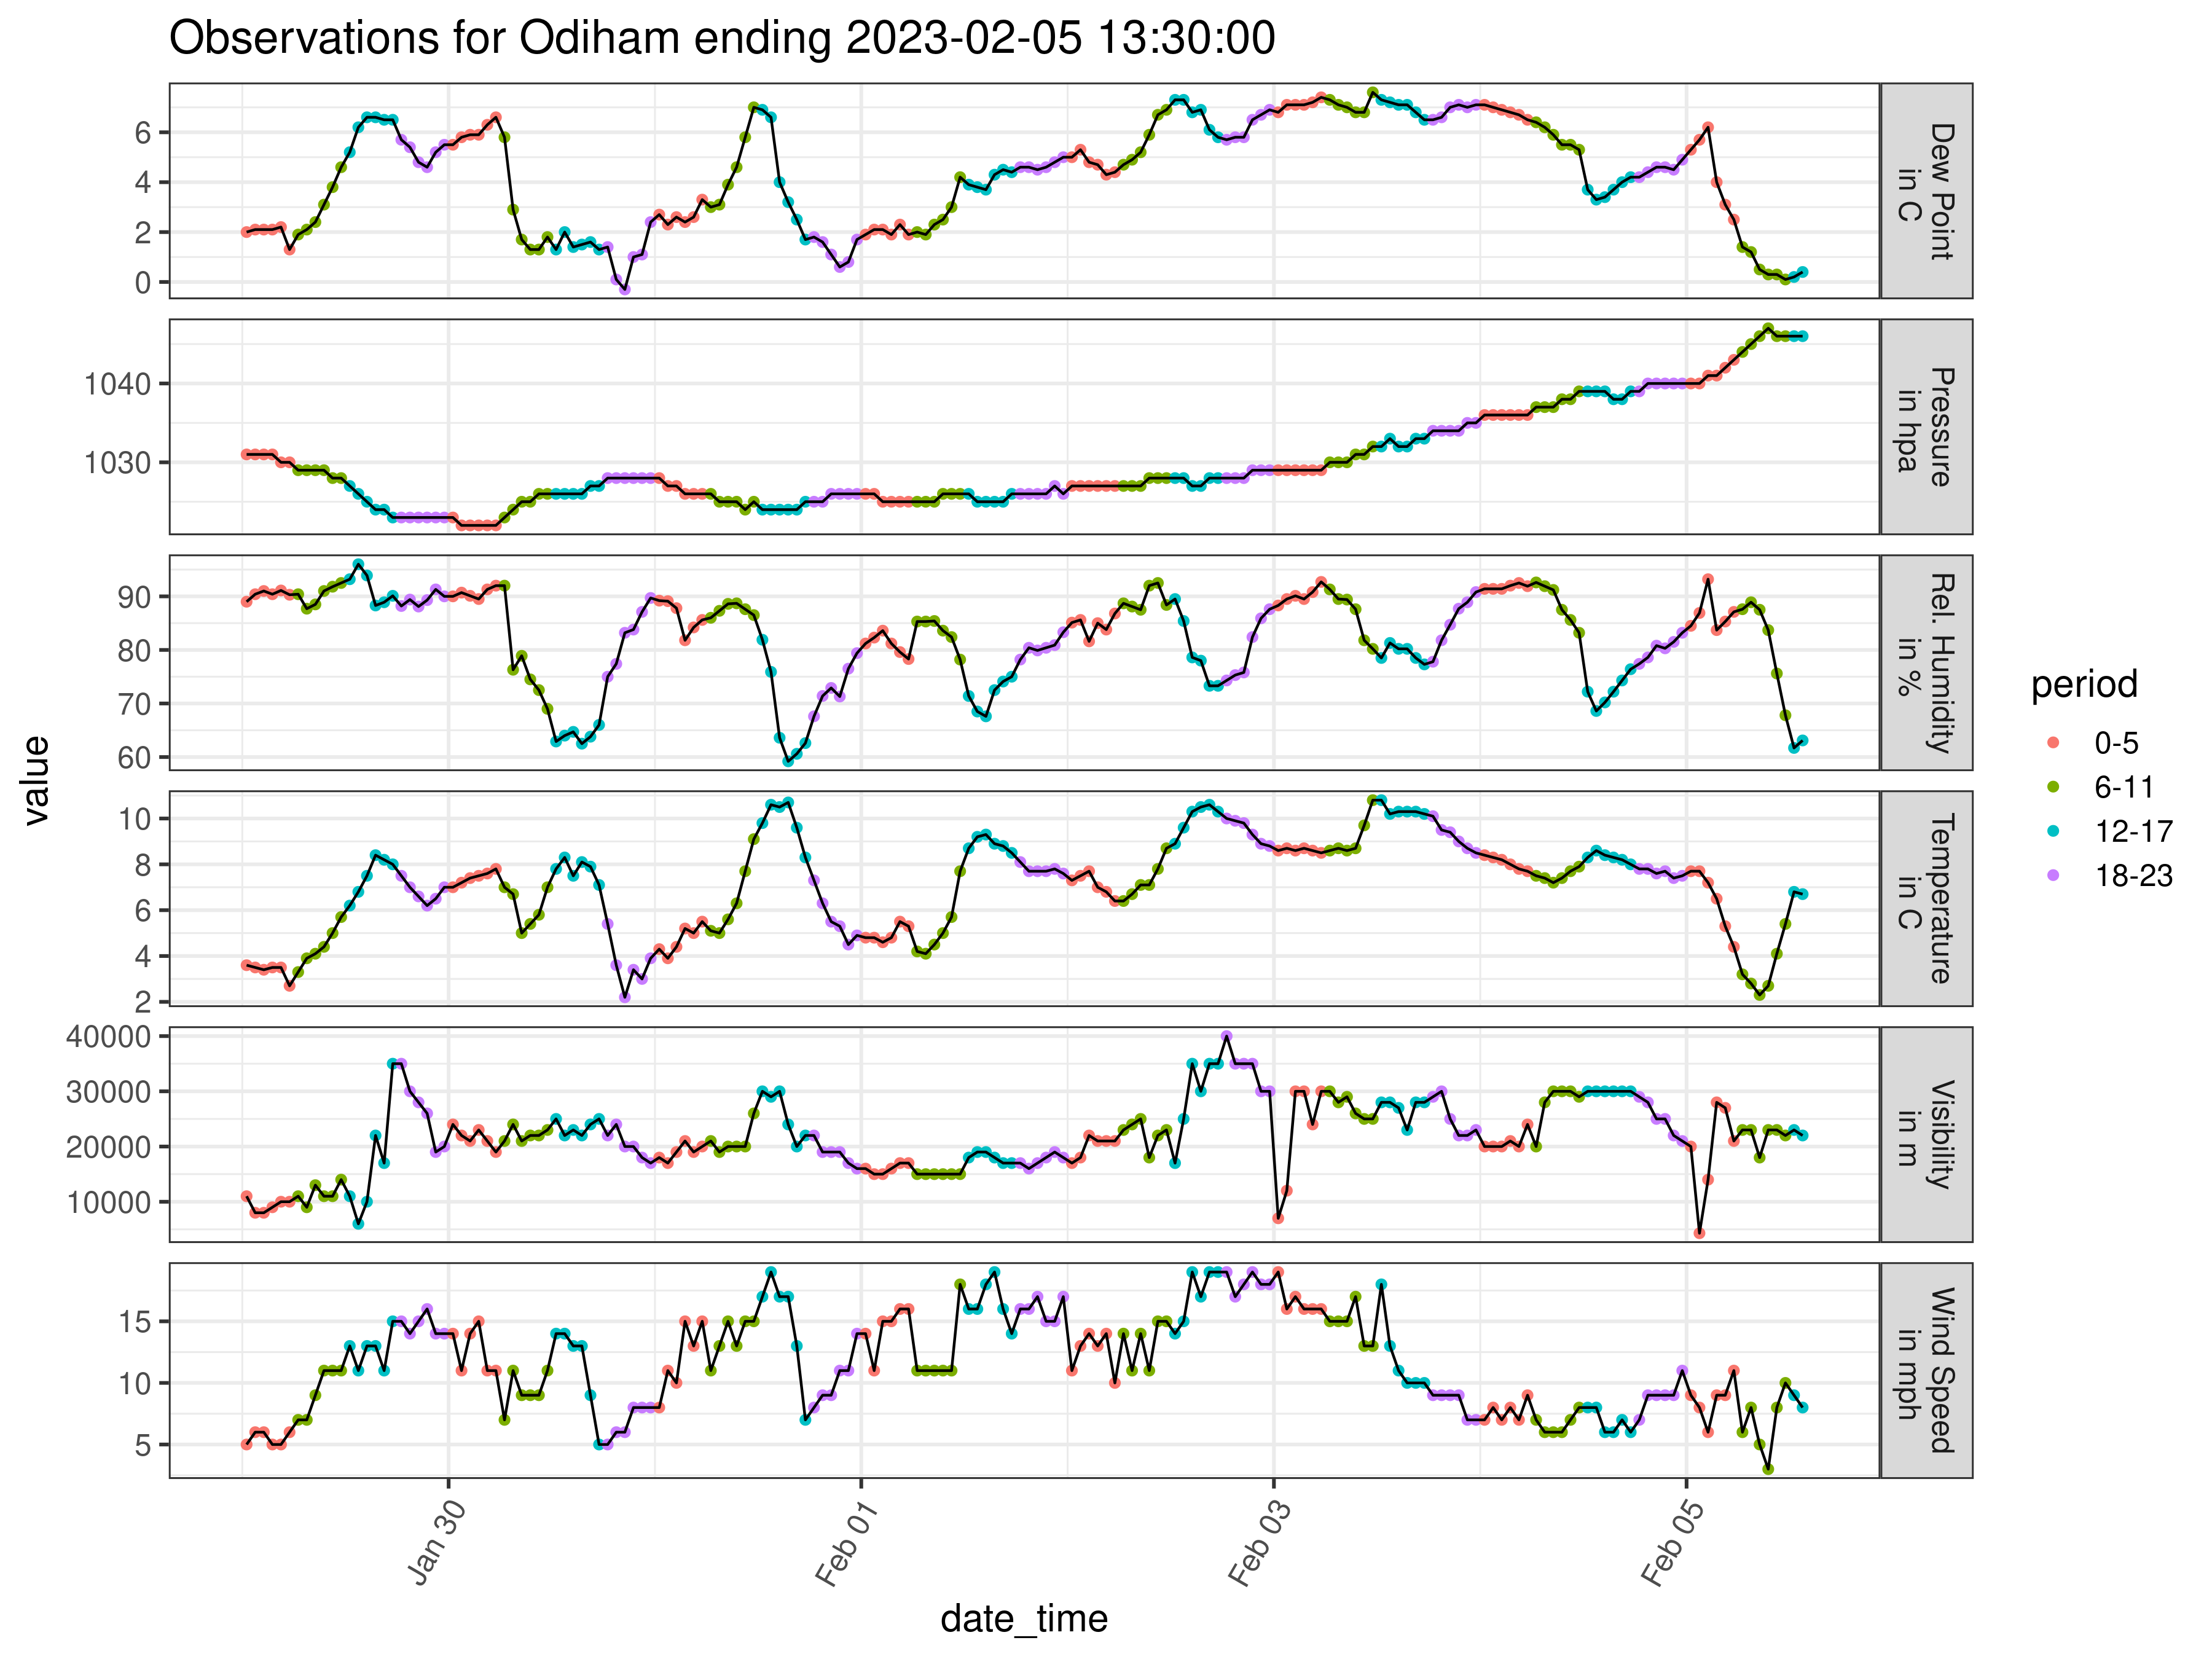 Observations for Odiham ending 2023-02-05 13:30:00
value
6
4
2
0
Dew Point
in C
1040
1030
Pressure
in hpa
90
80
70
60
Rel. Humidity
in %
10
8
6
4
2
Temperature
in C
40000
30000
20000
10000
Visibility
in m
15
10
5
Wind Speed
in mph
Jan 30
Feb 01
Feb 03
Feb 05
date_time
period
0-5
6-11
12-17
18-23